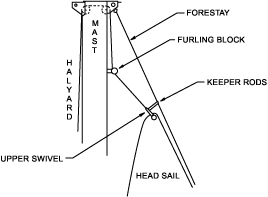 FORESTAY
MAST
FURLING BLOCK
HALYARD
KEEPER RODS
UPPER SWIVEL
HEAD SAIL